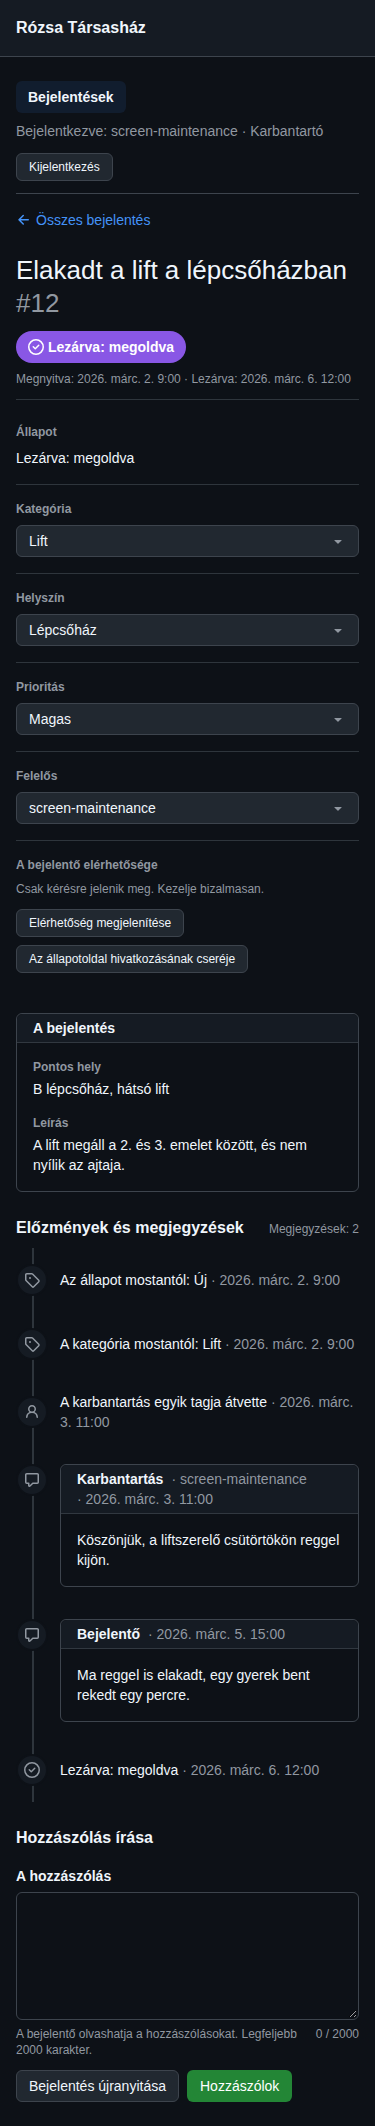 Rózsa Társasház
Bejelentések
Bejelentkezve: screen-maintenance · Karbantartó
Kijelentkezés
← Összes bejelentés
Elakadt a lift a lépcsőházban
#12
Lezárva: megoldva
Megnyitva: 2026. márc. 2. 9:00 · Lezárva: 2026. márc. 6. 12:00
Állapot
Lezárva: megoldva
Kategória
Lift
Helyszín
Lépcsőház
Prioritás
Magas
Felelős
screen-maintenance
A bejelentő elérhetősége
Csak kérésre jelenik meg. Kezelje bizalmasan.
Elérhetőség megjelenítése
Az állapotoldal hivatkozásának cseréje
A bejelentés
Pontos hely
B lépcsőház, hátsó lift
Leírás
A lift megáll a 2. és 3. emelet között, és nem
nyílik az ajtaja.
Előzmények és megjegyzések
Megjegyzések: 2
Az állapot mostantól: Új · 2026. márc. 2. 9:00
A kategória mostantól: Lift · 2026. márc. 2. 9:00
A karbantartás egyik tagja átvette · 2026. márc.
3. 11:00
Karbantartás · screen-maintenance
· 2026. márc. 3. 11:00
Köszönjük, a liftszerelő csütörtökön reggel
kijön.
Bejelentő · 2026. márc. 5. 15:00
Ma reggel is elakadt, egy gyerek bent
rekedt egy percre.
Lezárva: megoldva · 2026. márc. 6. 12:00
Hozzászólás írása
A hozzászólás
A bejelentő olvashatja a hozzászólásokat. Legfeljebb
2000 karakter.
0 / 2000
Bejelentés újranyitása
Hozzászólok